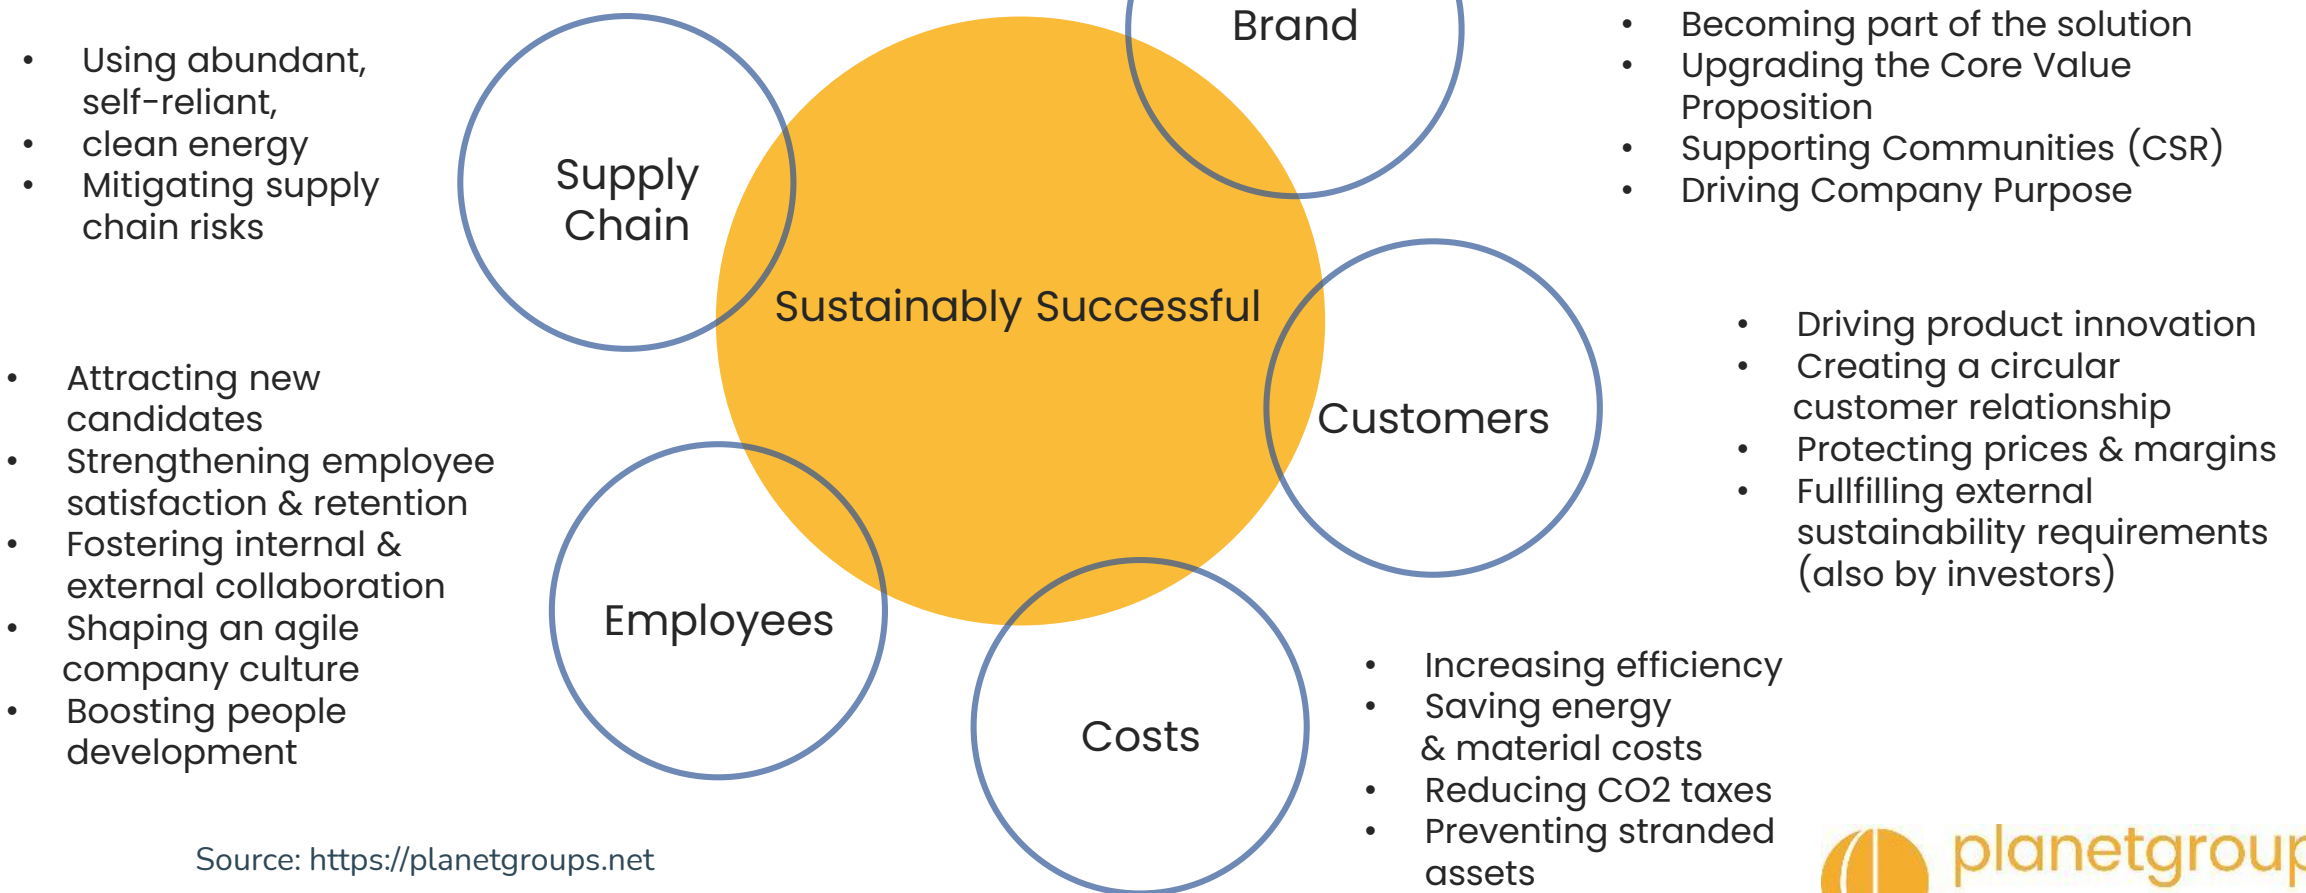 Brand
• Becoming part of the solution
• Upgrading the Core Value
Proposition
• Supporting Communities (CSR)
• Driving Company Purpose
• Using abundant,
self-reliant,
• clean energy
• Mitigating supply
chain risks
Supply
Chain
Sustainably Successful
Customers
• Driving product innovation
• Creating a circular
customer relationship
• Protecting prices & margins
• Fullfilling external
sustainability requirements
(also by investors)
• Attracting new
candidates
• Strengthening employee
satisfaction & retention
• Fostering internal &
external collaboration
• Shaping an agile
company culture
• Boosting people
development
Employees
Costs
• Increasing efficiency
• Saving energy
& material costs
• Reducing CO2 taxes
• Preventing stranded
assets
Source: https://planetgroups.net
planetgroup